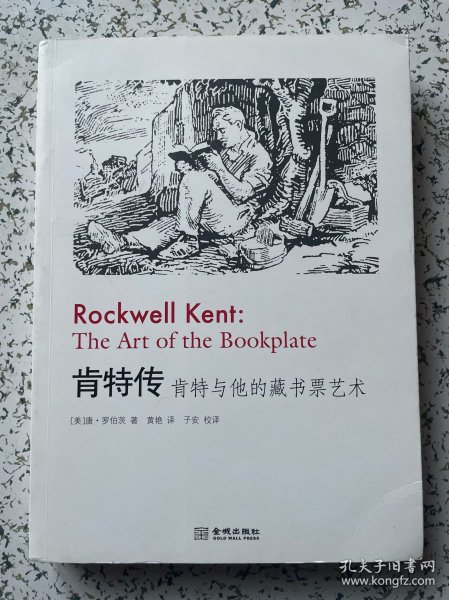 Rockwell Kent:
The Art of the Bookplate
肯特传 肯特与他的藏书票艺术
[美]唐·罗伯茨 著 黄艳 译 子安 校译
金城出版社
GOLD WALL PRESS
孔夫子旧书网
www.kongfz.com